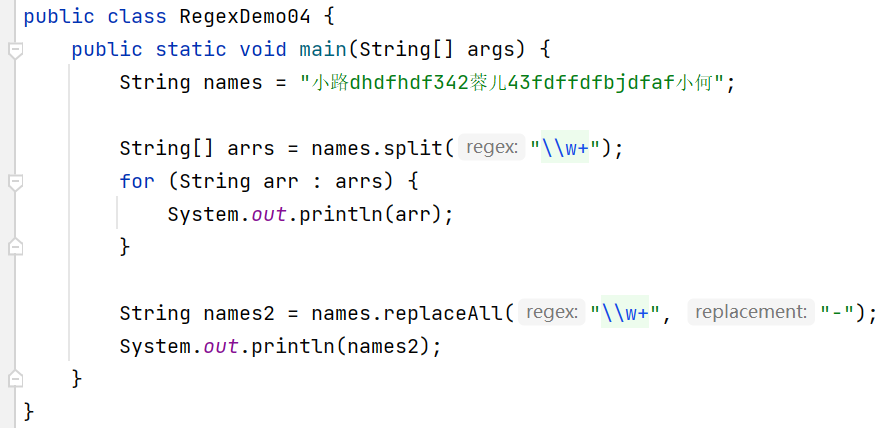 public class RegexDemo04 {
public static void main(String[] args) {
String names = "小路dhdfhdf342蓉儿43fdffdfbjdfaf小何";
String[] arrs = names.split( regex: "\\w+");
for (String arr : arrs) {
System.out.println(arr);
}
String names2 = names.replaceAll( regex: "\\w+", replacement: "-");
System.out.println(names2);
}
}